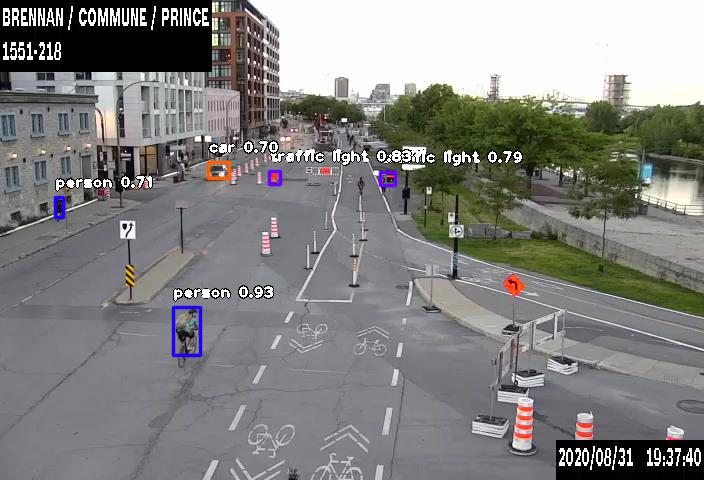 BRENNAN / COMMUNE / PRINCE
1551-218
car 0.70
traffic light 0.83
traffic light 0.79
person 0.71
person 0.93
2020/08/31 19:37:40